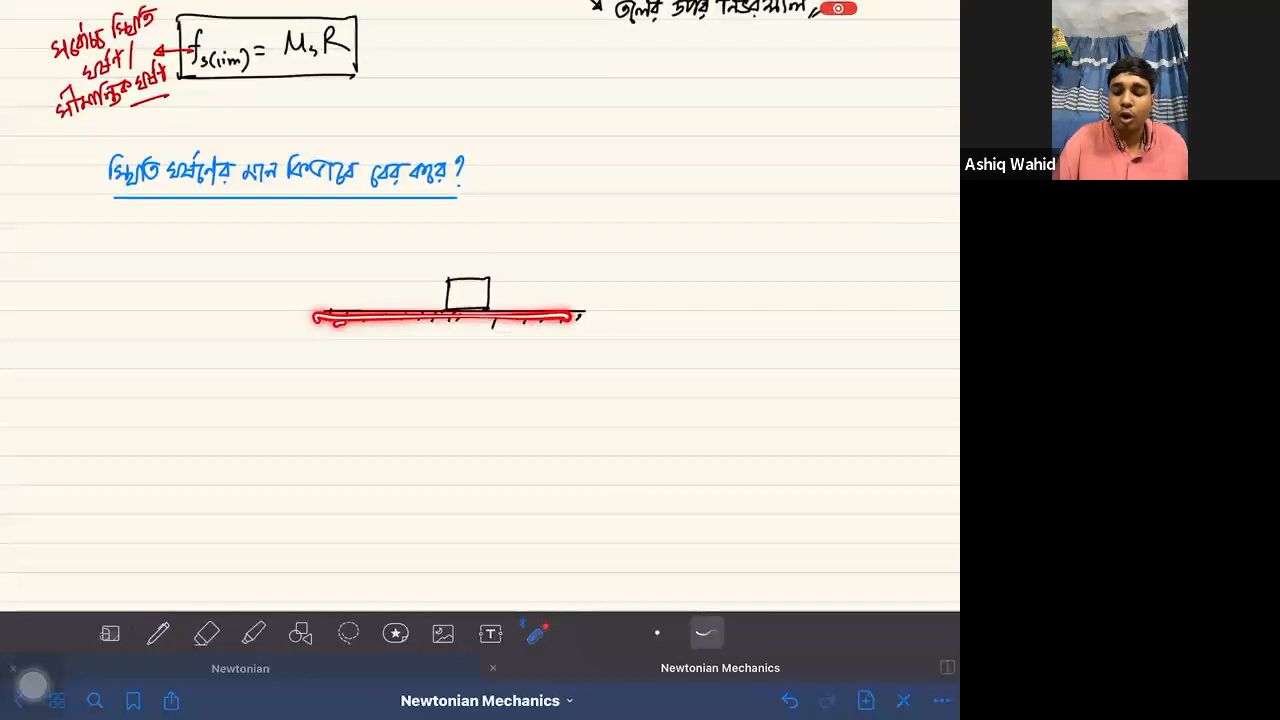 তলের উপর নির্ভরশীল
সর্বোচ্চ স্থিতি
ঘর্ষণ /
সীমান্তিক ঘর্ষণ
fₛ(lim) = μₛR
স্থিতি ঘর্ষণের মান কিভাবে বের করে?
Ashiq Wahid
T
Newtonian
Newtonian Mechanics
Newtonian Mechanics